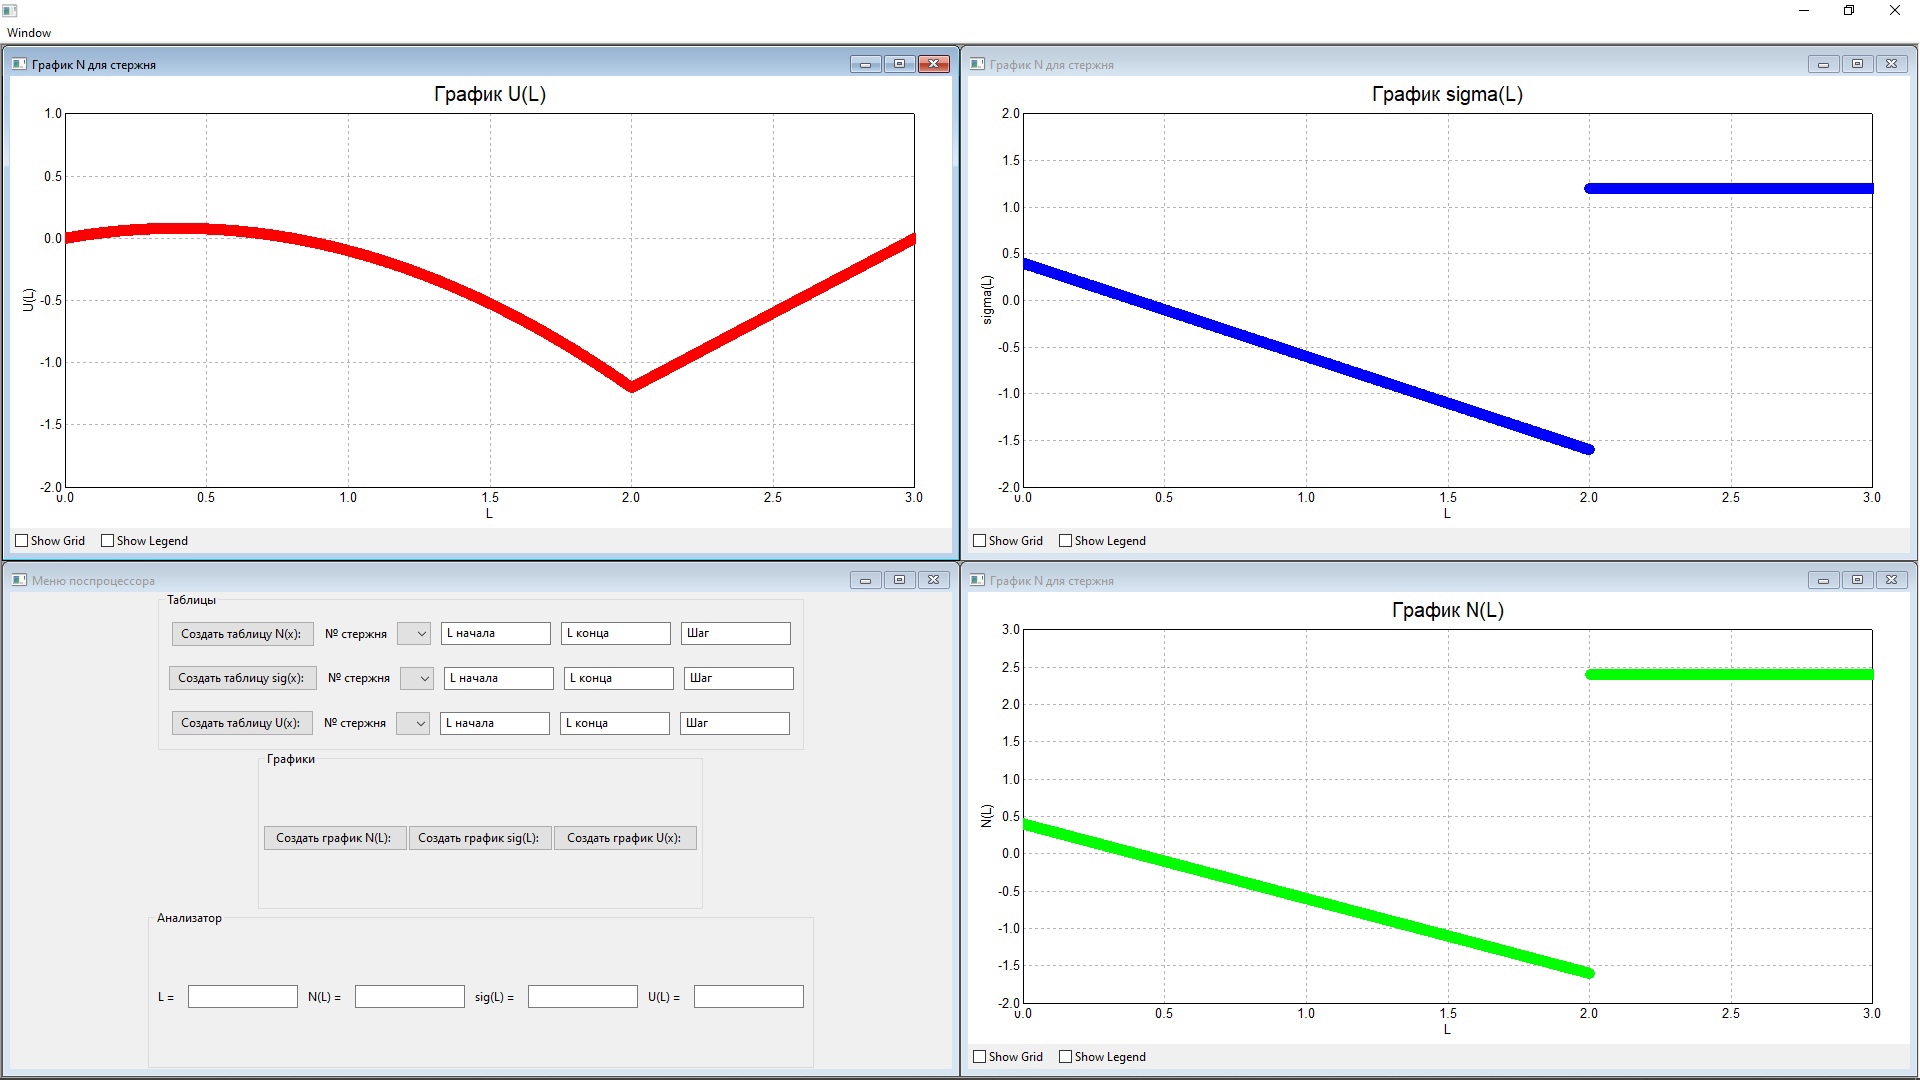 Window
График N для стержня
График U(L)
1.0
0.5
0.0
-0.5
-1.0
-1.5
-2.0
U(L)
0.0 0.5 1.0 1.5 2.0 2.5 3.0
L
Show Grid Show Legend
График N для стержня
График sigma(L)
2.0
1.5
1.0
0.5
0.0
-0.5
-1.0
-1.5
-2.0
sigma(L)
0.0 0.5 1.0 1.5 2.0 2.5 3.0
L
Show Grid Show Legend
Меню поспроцессора
Таблицы
Создать таблицу N(x): № стержня L начала L конца Шаг
Создать таблицу sig(x): № стержня L начала L конца Шаг
Создать таблицу U(x): № стержня L начала L конца Шаг
Графики
Создать график N(L): Создать график sig(L): Создать график U(x):
Анализатор
L = N(L) = sig(L) = U(L) =
График N для стержня
График N(L)
3.0
2.5
2.0
1.5
1.0
0.5
0.0
-0.5
-1.0
-1.5
-2.0
N(L)
0.0 0.5 1.0 1.5 2.0 2.5 3.0
L
Show Grid Show Legend